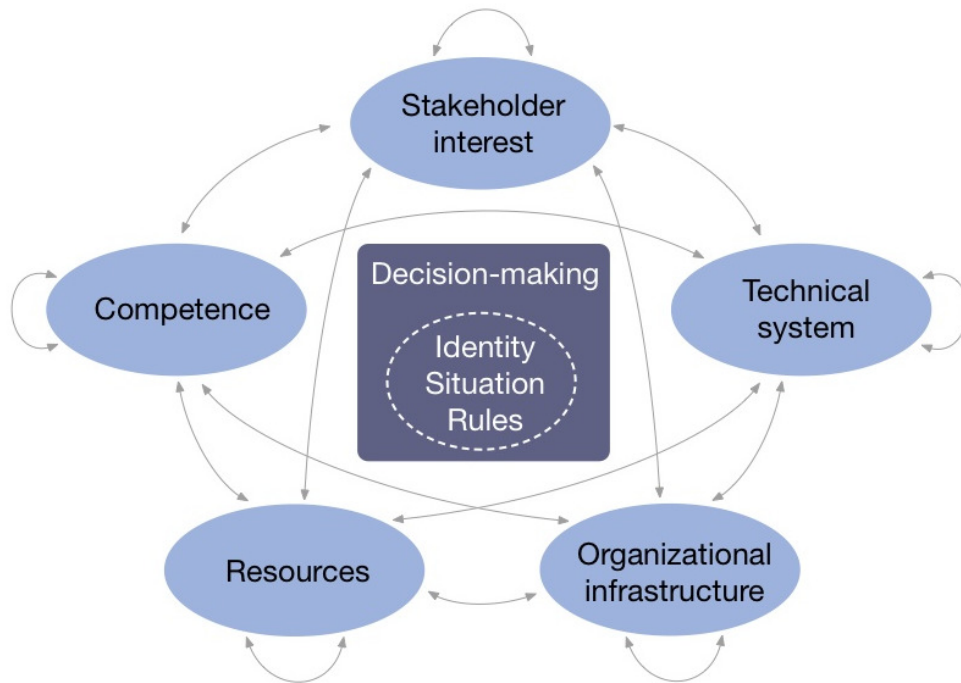 Stakeholder
interest
Competence
Decision-making
Identity
Situation
Rules
Technical
system
Resources
Organizational
infrastructure